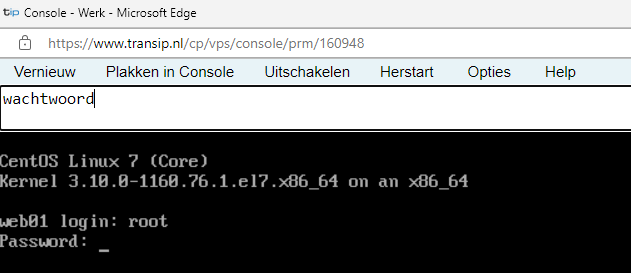 tip Console - Werk - Microsoft Edge
https://www.transip.nl/cp/vps/console/prm/160948
Vernieuw Plakken in Console Uitschakelen Herstart Opties Help
wachtwoord
CentOS Linux 7 (Core)
Kernel 3.10.0-1160.76.1.el7.x86_64 on an x86_64
web01 login: root
Password: _